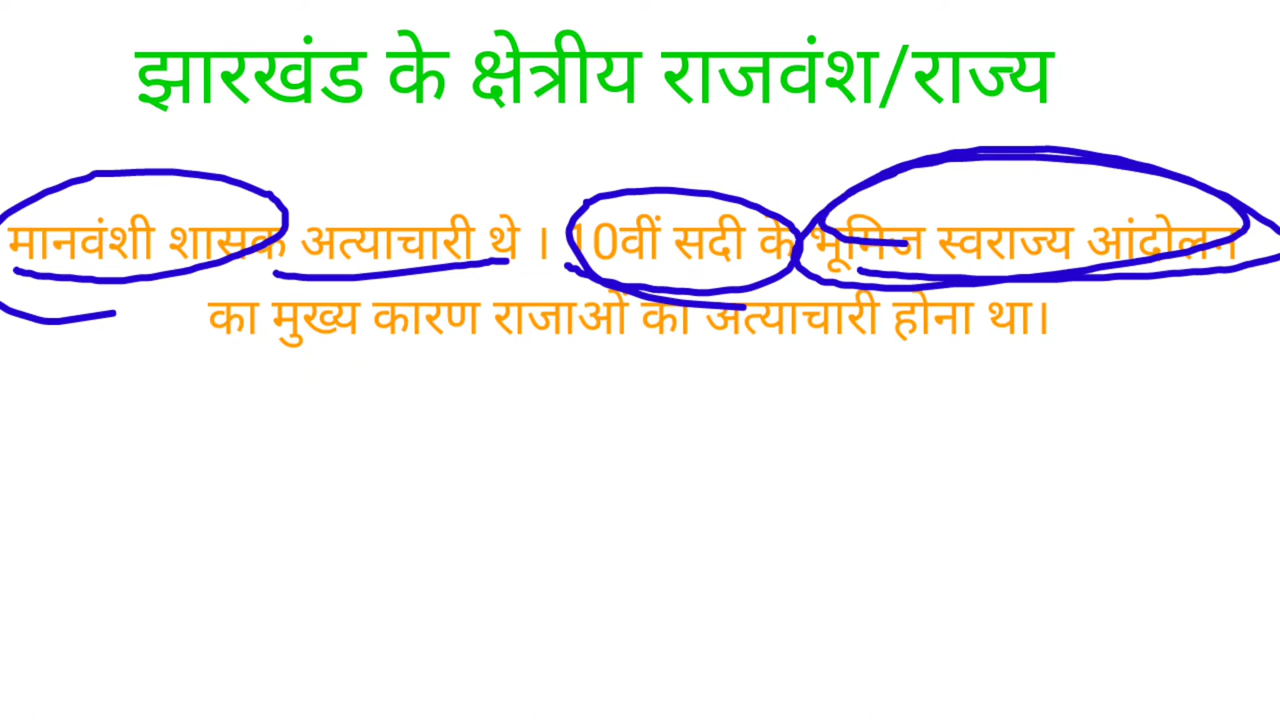 झारखंड के क्षेत्रीय राजवंश/राज्य
मानवंशी शासक अत्याचारी थे । 10वीं सदी के भूमिज स्वराज्य आंदोलन
का मुख्य कारण राजाओं का अत्याचारी होना था।